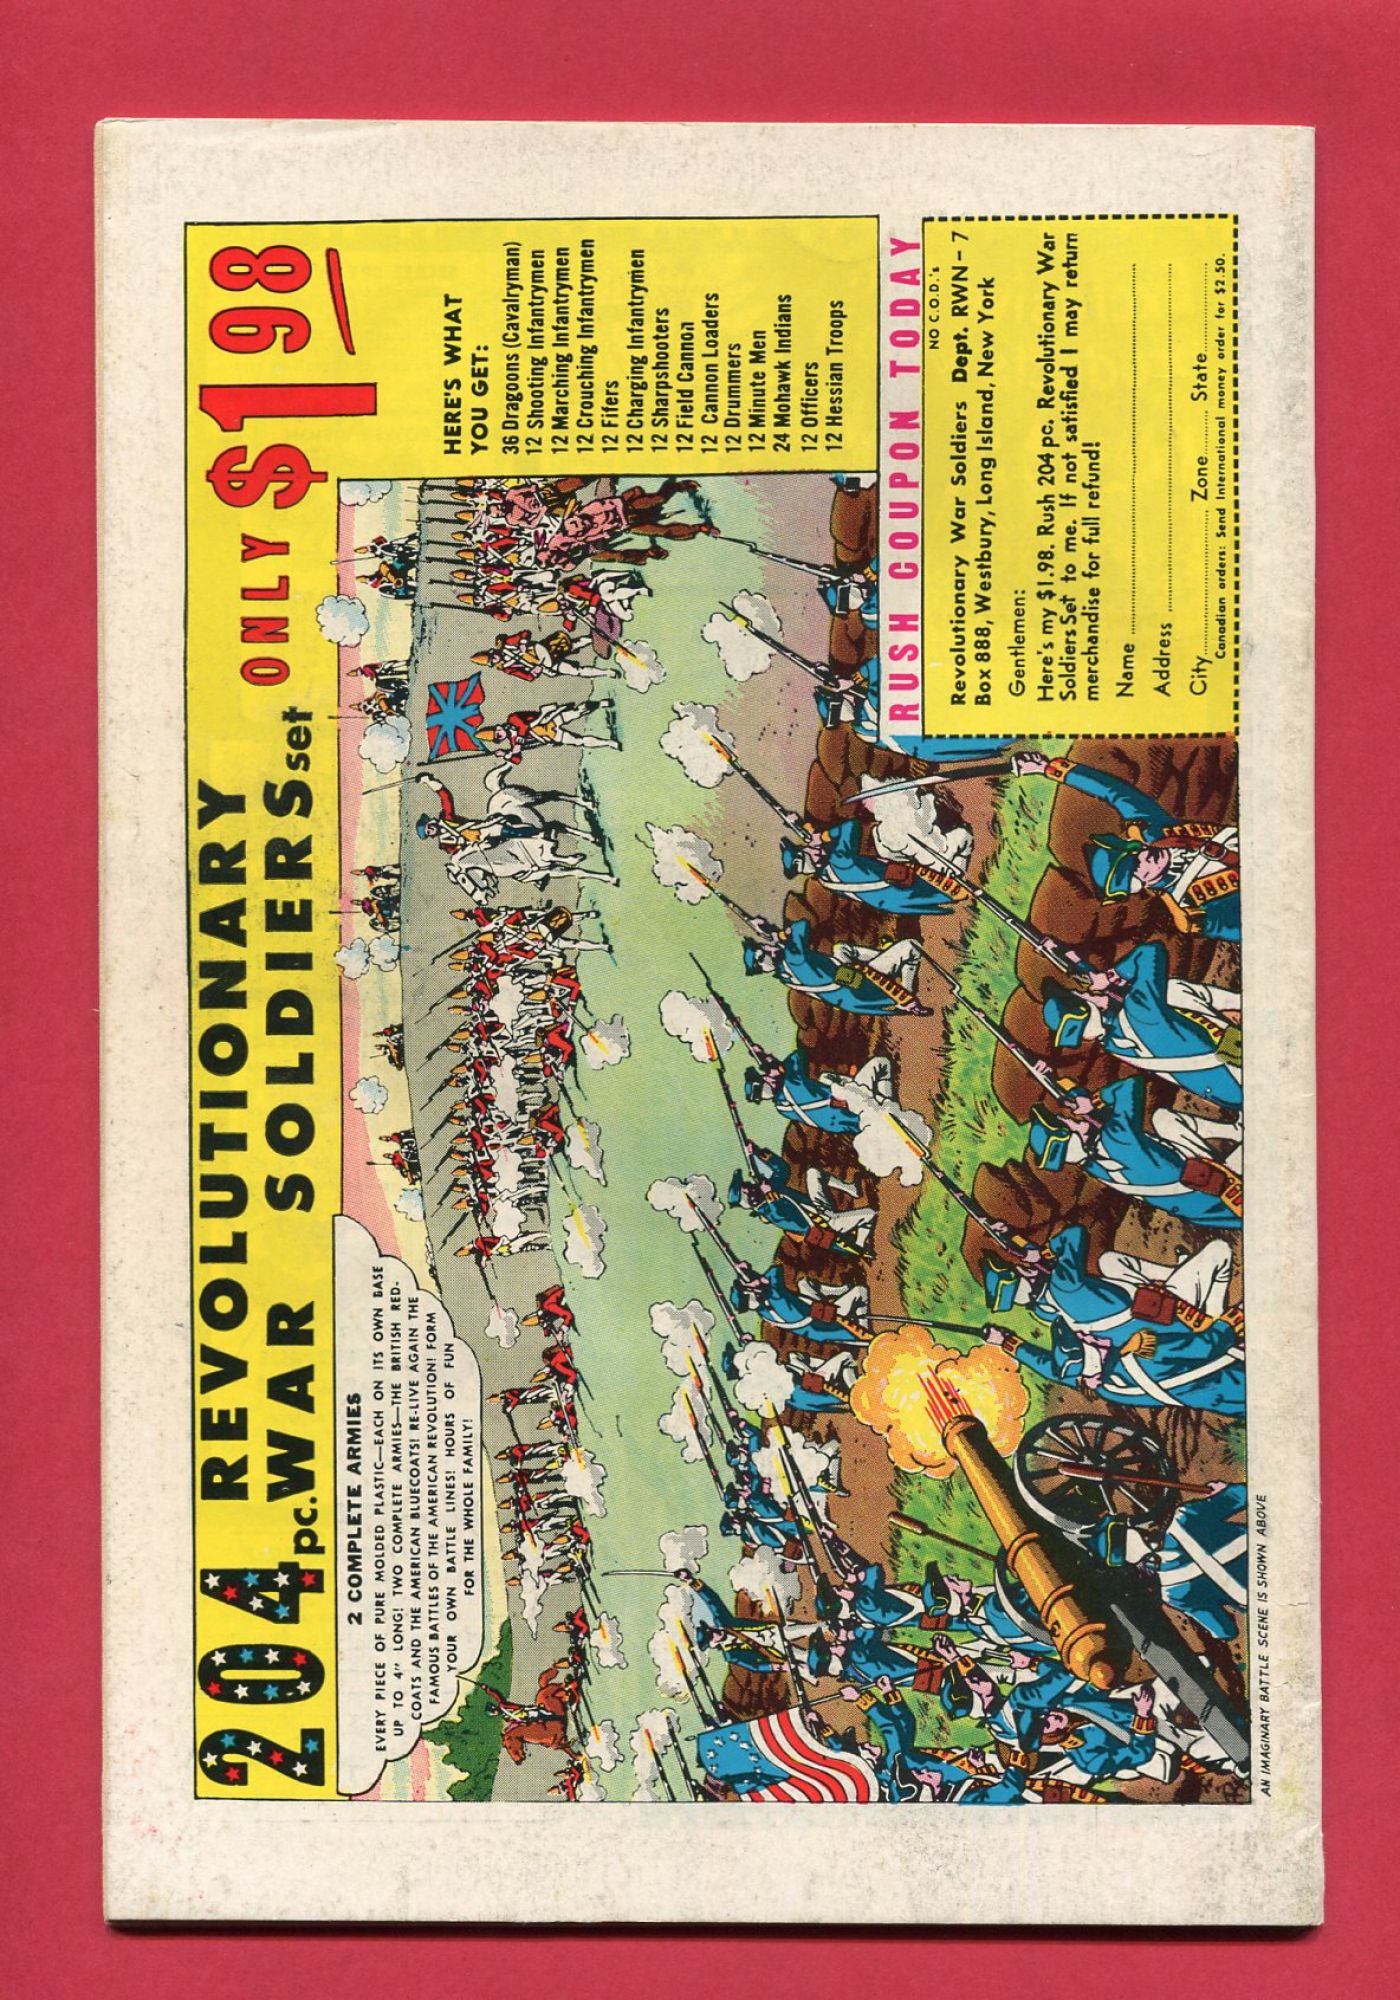 204 REVOLUTIONARY
pc. WAR SOLDIERS set ONLY $1 98
2 COMPLETE ARMIES
EVERY PIECE OF PURE MOLDED PLASTIC—EACH ON ITS OWN BASE
UP TO 4" LONG! TWO COMPLETE ARMIES—THE BRITISH RED-
COATS AND THE AMERICAN BLUECOATS! RE-LIVE AGAIN THE
FAMOUS BATTLES OF THE AMERICAN REVOLUTION! FORM
YOUR OWN BATTLE LINES! HOURS OF FUN
FOR THE WHOLE FAMILY!
HERE'S WHAT
YOU GET:
36 Dragoons (Cavalryman)
12 Shooting Infantrymen
12 Marching Infantrymen
12 Crouching Infantrymen
12 Fifers
12 Charging Infantrymen
12 Sharpshooters
12 Field Cannon
12 Cannon Loaders
12 Drummers
12 Minute Men
24 Mohawk Indians
12 Officers
12 Hessian Troops
RUSH COUPON TODAY
NO C.O.D.'s
Revolutionary War Soldiers Dept. RWN-7
Box 888, Westbury, Long Island, New York
Gentlemen:
Here's my $1.98. Rush 204 pc. Revolutionary War
Soldiers Set to me. If not satisfied I may return
merchandise for full refund!
Name
Address
City Zone State
Canadian orders: Send International money order for $2.50.
AN IMAGINARY BATTLE SCENE IS SHOWN ABOVE